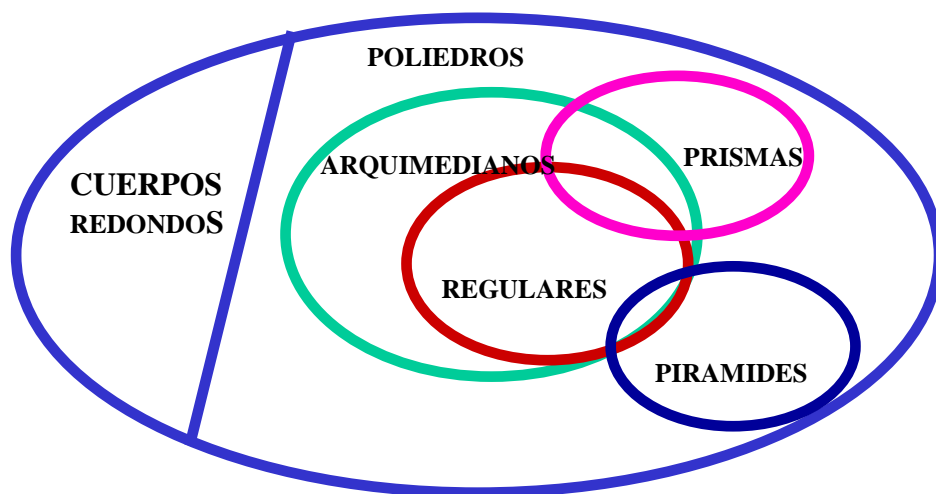 POLIEDROS
ARQUIMEDIANOS
PRISMAS
CUERPOS
REDONDOS
REGULARES
PIRAMIDES